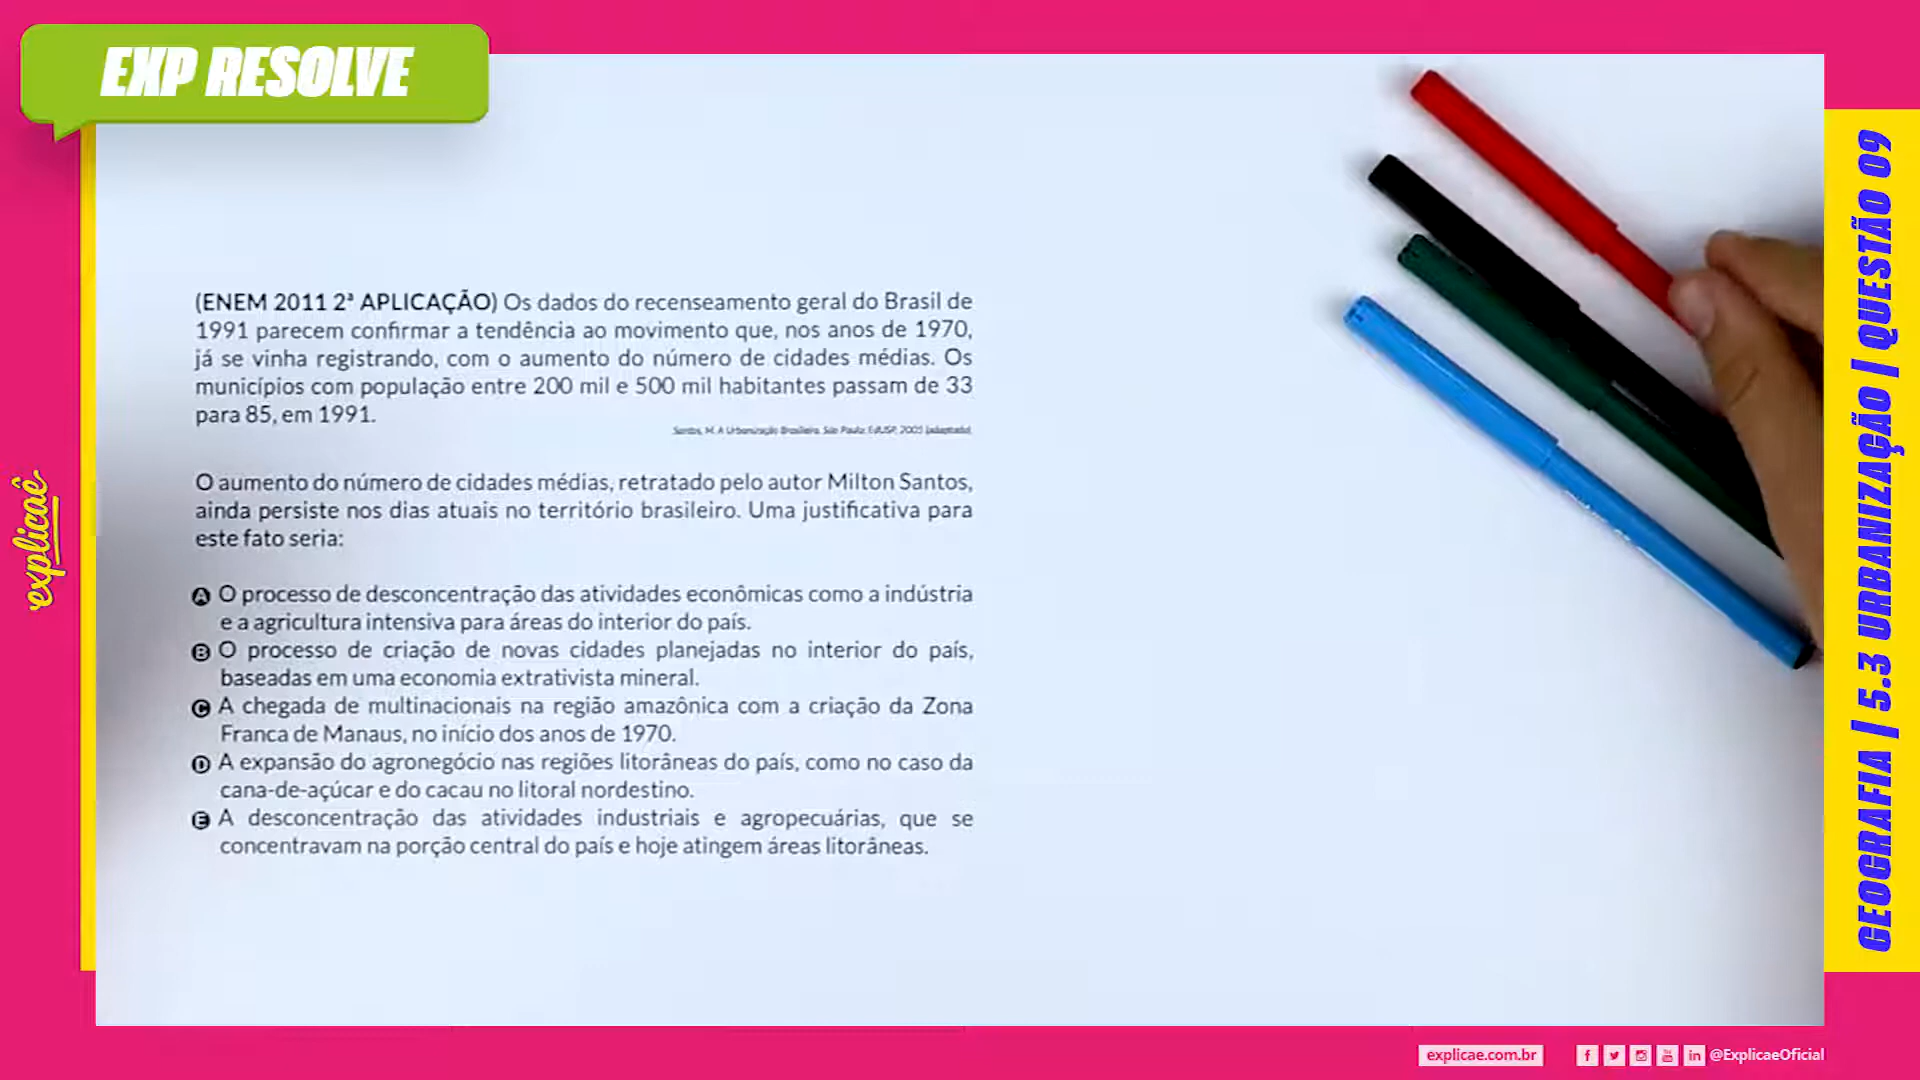 EXP RESOLVE
(ENEM 2011 2ª APLICAÇÃO) Os dados do recenseamento geral do Brasil de
1991 parecem confirmar a tendência ao movimento que, nos anos de 1970,
já se vinha registrando, com o aumento do número de cidades médias. Os
municípios com população entre 200 mil e 500 mil habitantes passam de 33
para 85, em 1991.
Santos, M. A Urbanização Brasileira. São Paulo: EdUSP, 2005 (adaptado).
O aumento do número de cidades médias, retratado pelo autor Milton Santos,
ainda persiste nos dias atuais no território brasileiro. Uma justificativa para
este fato seria:
A O processo de desconcentração das atividades econômicas como a indústria
e a agricultura intensiva para áreas do interior do país.
B O processo de criação de novas cidades planejadas no interior do país,
baseadas em uma economia extrativista mineral.
C A chegada de multinacionais na região amazônica com a criação da Zona
Franca de Manaus, no início dos anos de 1970.
D A expansão do agronegócio nas regiões litorâneas do país, como no caso da
cana-de-açúcar e do cacau no litoral nordestino.
E A desconcentração das atividades industriais e agropecuárias, que se
concentravam na porção central do país e hoje atingem áreas litorâneas.
explicaê
GEOGRAFIA | 5.3 URBANIZAÇÃO | QUESTÃO 09
explicae.com.br
@ExplicaeOficial